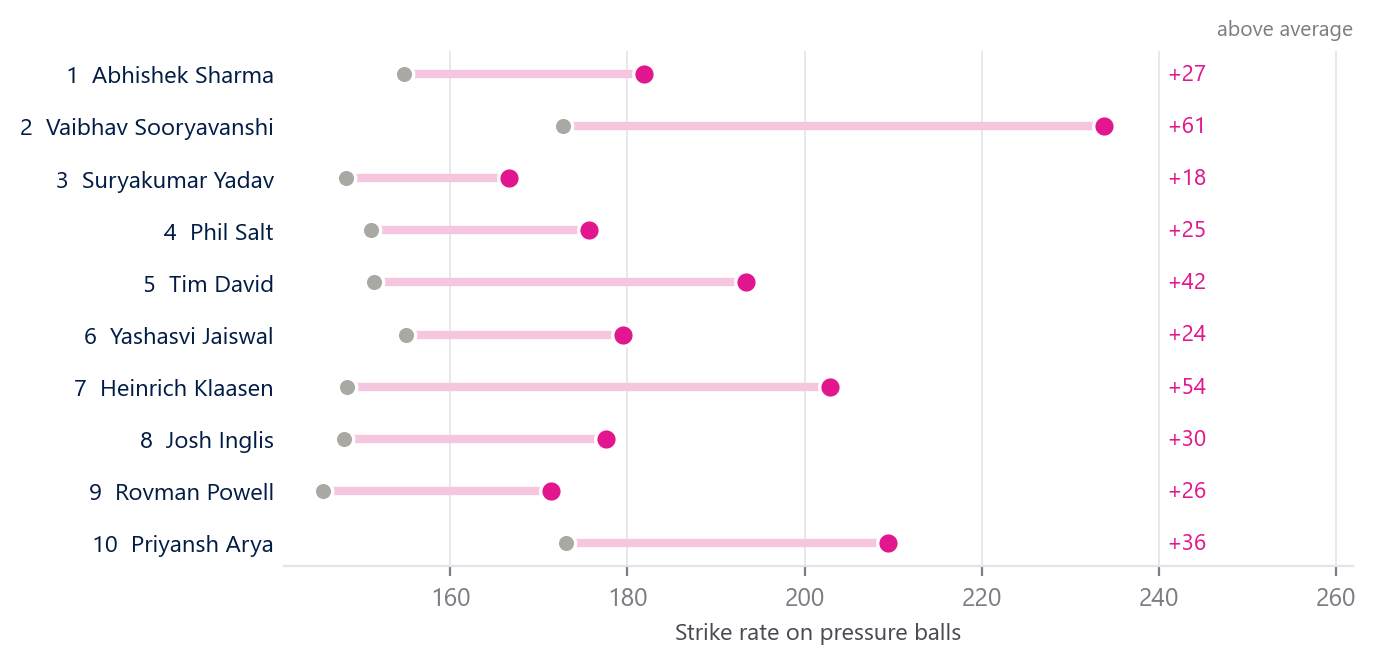 above average
1 Abhishek Sharma +27
2 Vaibhav Sooryavanshi +61
3 Suryakumar Yadav +18
4 Phil Salt +25
5 Tim David +42
6 Yashasvi Jaiswal +24
7 Heinrich Klaasen +54
8 Josh Inglis +30
9 Rovman Powell +26
10 Priyansh Arya +36
160 180 200 220 240 260
Strike rate on pressure balls